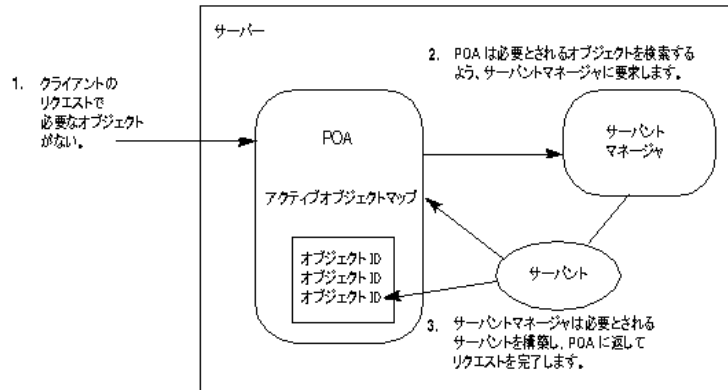 サーバー
1. クライアントの
リクエストで
必要なオブジェクト
がない。
2. POA は必要とされるオブジェクトを検索する
よう、サーバントマネージャに要求します。
POA
サーバント
マネージャ
アクティブオブジェクトマップ
オブジェクト ID
オブジェクト ID
オブジェクト ID
サーバント
3. サーバントマネージャは必要とされる
サーバントを構築し、POA に返して
リクエストを完了します。